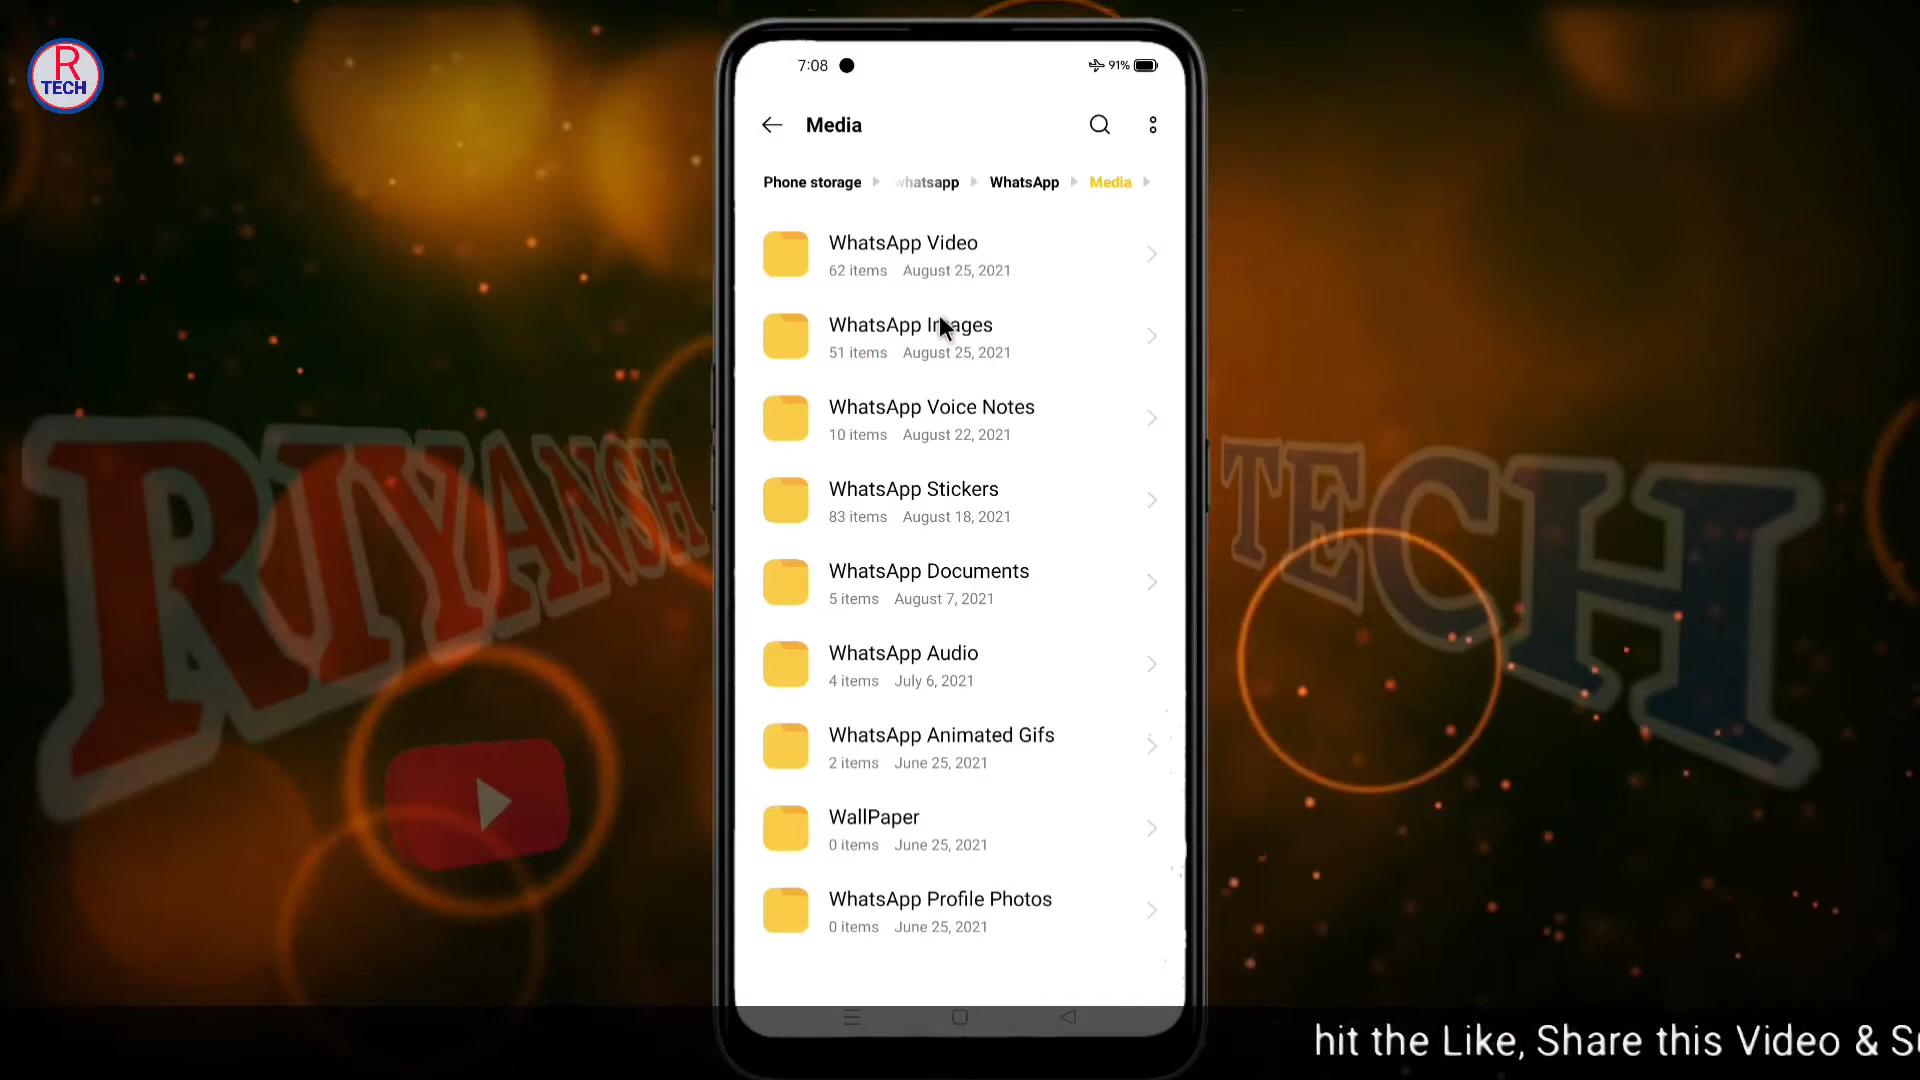 R
TECH
7:08
91%
Media
Phone storage
whatsapp
WhatsApp
Media
WhatsApp Video
62 items August 25, 2021
WhatsApp Images
51 items August 25, 2021
WhatsApp Voice Notes
10 items August 22, 2021
WhatsApp Stickers
83 items August 18, 2021
WhatsApp Documents
5 items August 7, 2021
WhatsApp Audio
4 items July 6, 2021
WhatsApp Animated Gifs
2 items June 25, 2021
WallPaper
0 items June 25, 2021
WhatsApp Profile Photos
0 items June 25, 2021
RIYANSH TECH
hit the Like, Share this Video &